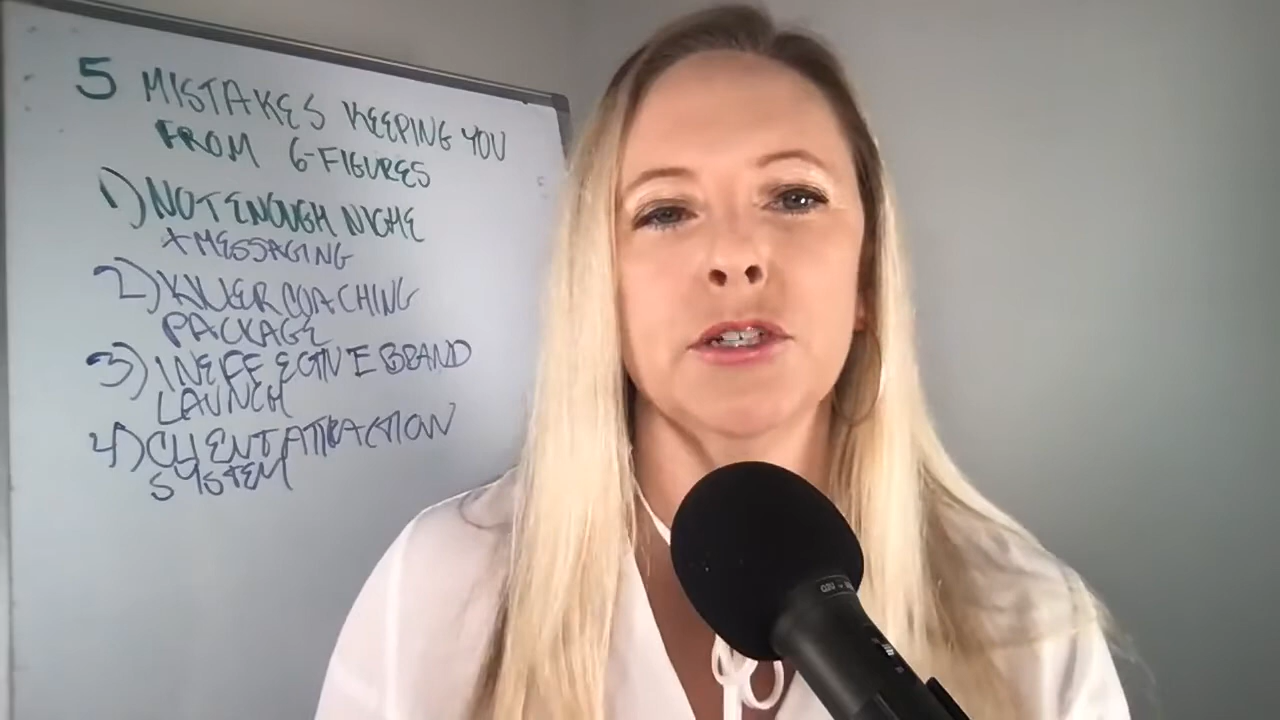 5 MISTAKES KEEPING YOU
FROM 6-FIGURES
1) NOT ENOUGH NICHE
+ MESSAGING
2) KILLER COACHING
PACKAGE
3) INEFFECTIVE BRAND
LAUNCH
4) CLIENT ATTRACTION
SYSTEM